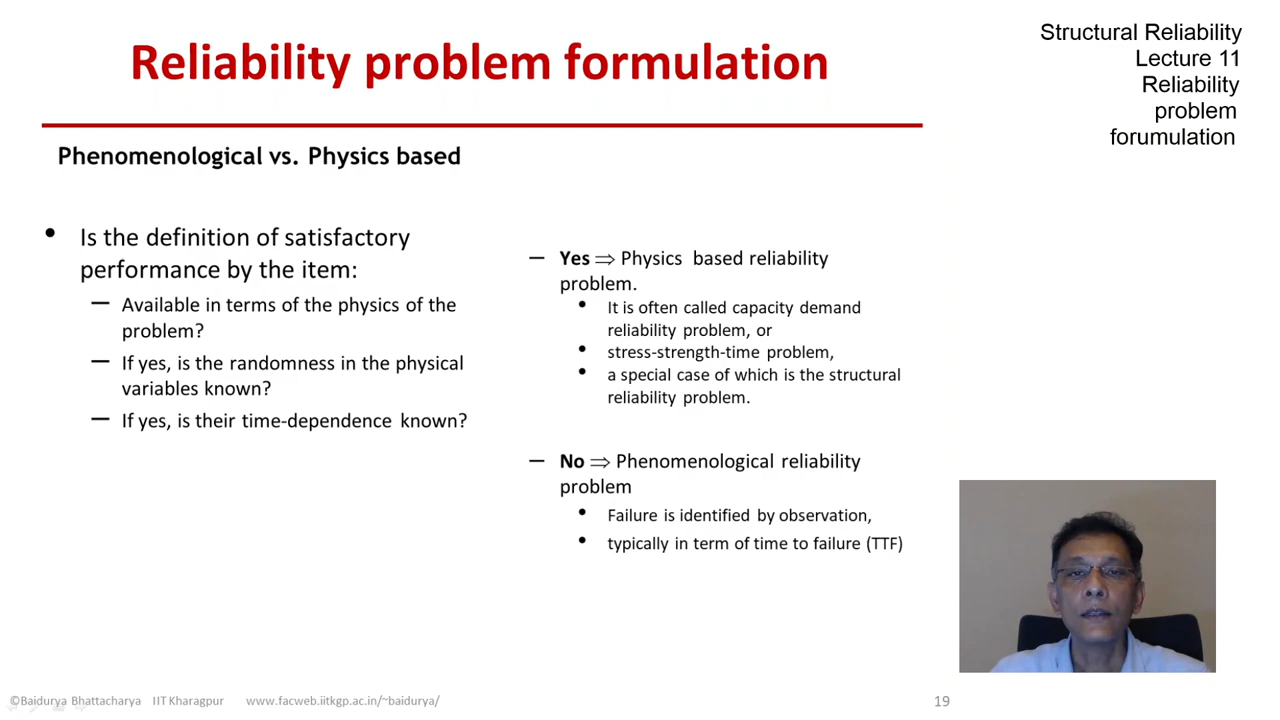 Reliability problem formulation
Structural Reliability
Lecture 11
Reliability
problem
forumulation
Phenomenological vs. Physics based
• Is the definition of satisfactory
performance by the item:
— Available in terms of the physics of the
problem?
— If yes, is the randomness in the physical
variables known?
— If yes, is their time-dependence known?
— Yes ⇒ Physics based reliability
problem.
• It is often called capacity demand
reliability problem, or
• stress-strength-time problem,
• a special case of which is the structural
reliability problem.
— No ⇒ Phenomenological reliability
problem
• Failure is identified by observation,
• typically in term of time to failure (TTF)
©Baidurya Bhattacharya IIT Kharagpur www.facweb.iitkgp.ac.in/~baidurya/
19